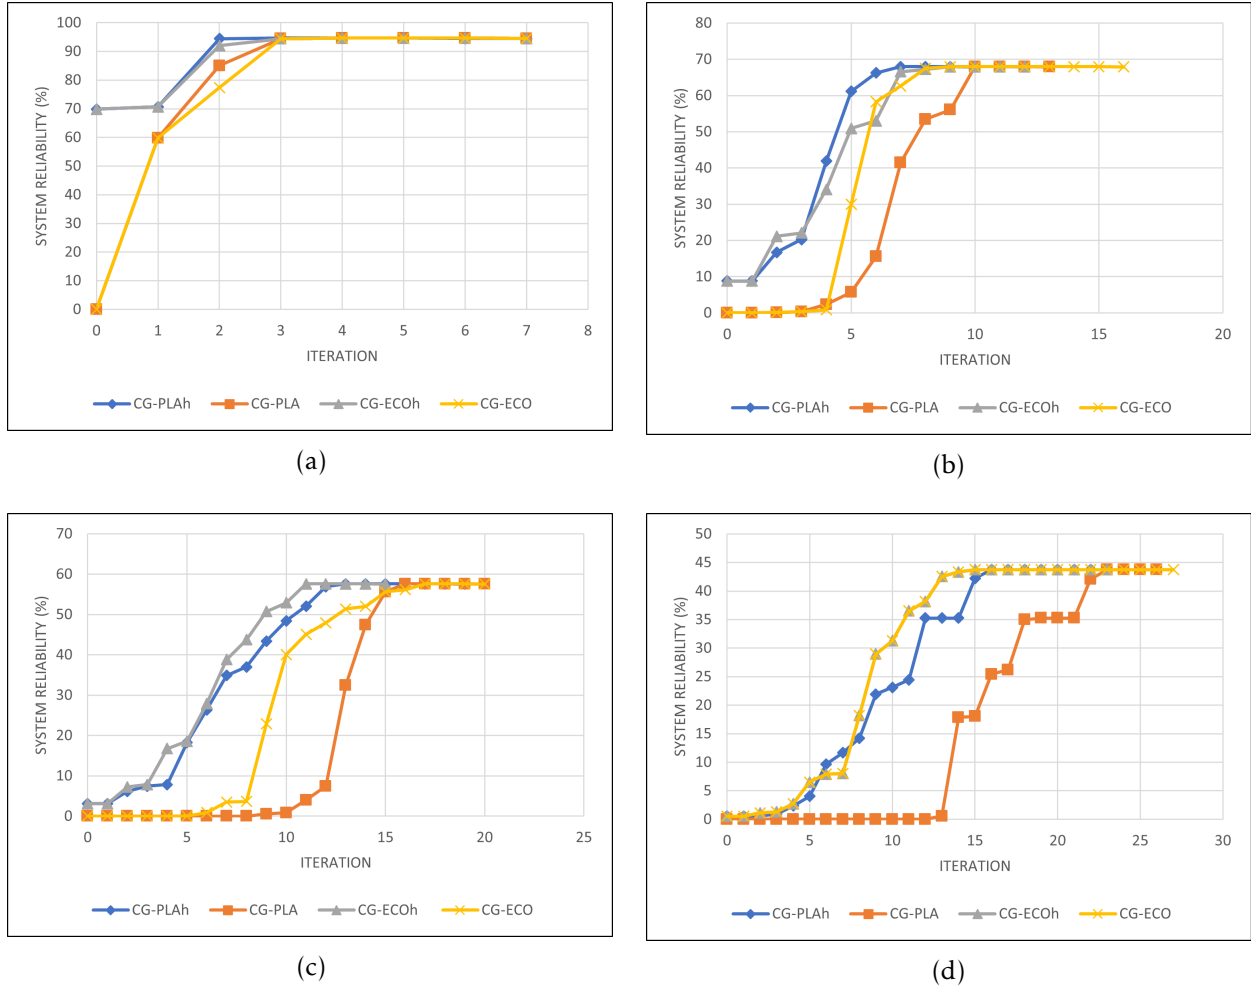 100
90
80
70
60
50
40
30
20
10
0
SYSTEM RELIABILITY (%)
0 1 2 3 4 5 6 7 8
ITERATION
CG-PLAh CG-PLA CG-ECOh CG-ECO
(a)
80
70
60
50
40
30
20
10
0
SYSTEM RELIABILITY (%)
0 5 10 15 20
ITERATION
CG-PLAh CG-PLA CG-ECOh CG-ECO
(b)
70
60
50
40
30
20
10
0
SYSTEM RELIABILITY (%)
0 5 10 15 20 25
ITERATION
CG-PLAh CG-PLA CG-ECOh CG-ECO
(c)
50
45
40
35
30
25
20
15
10
5
0
SYSTEM RELIABILITY (%)
0 5 10 15 20 25 30
ITERATION
CG-PLAh CG-PLA CG-ECOh CG-ECO
(d)